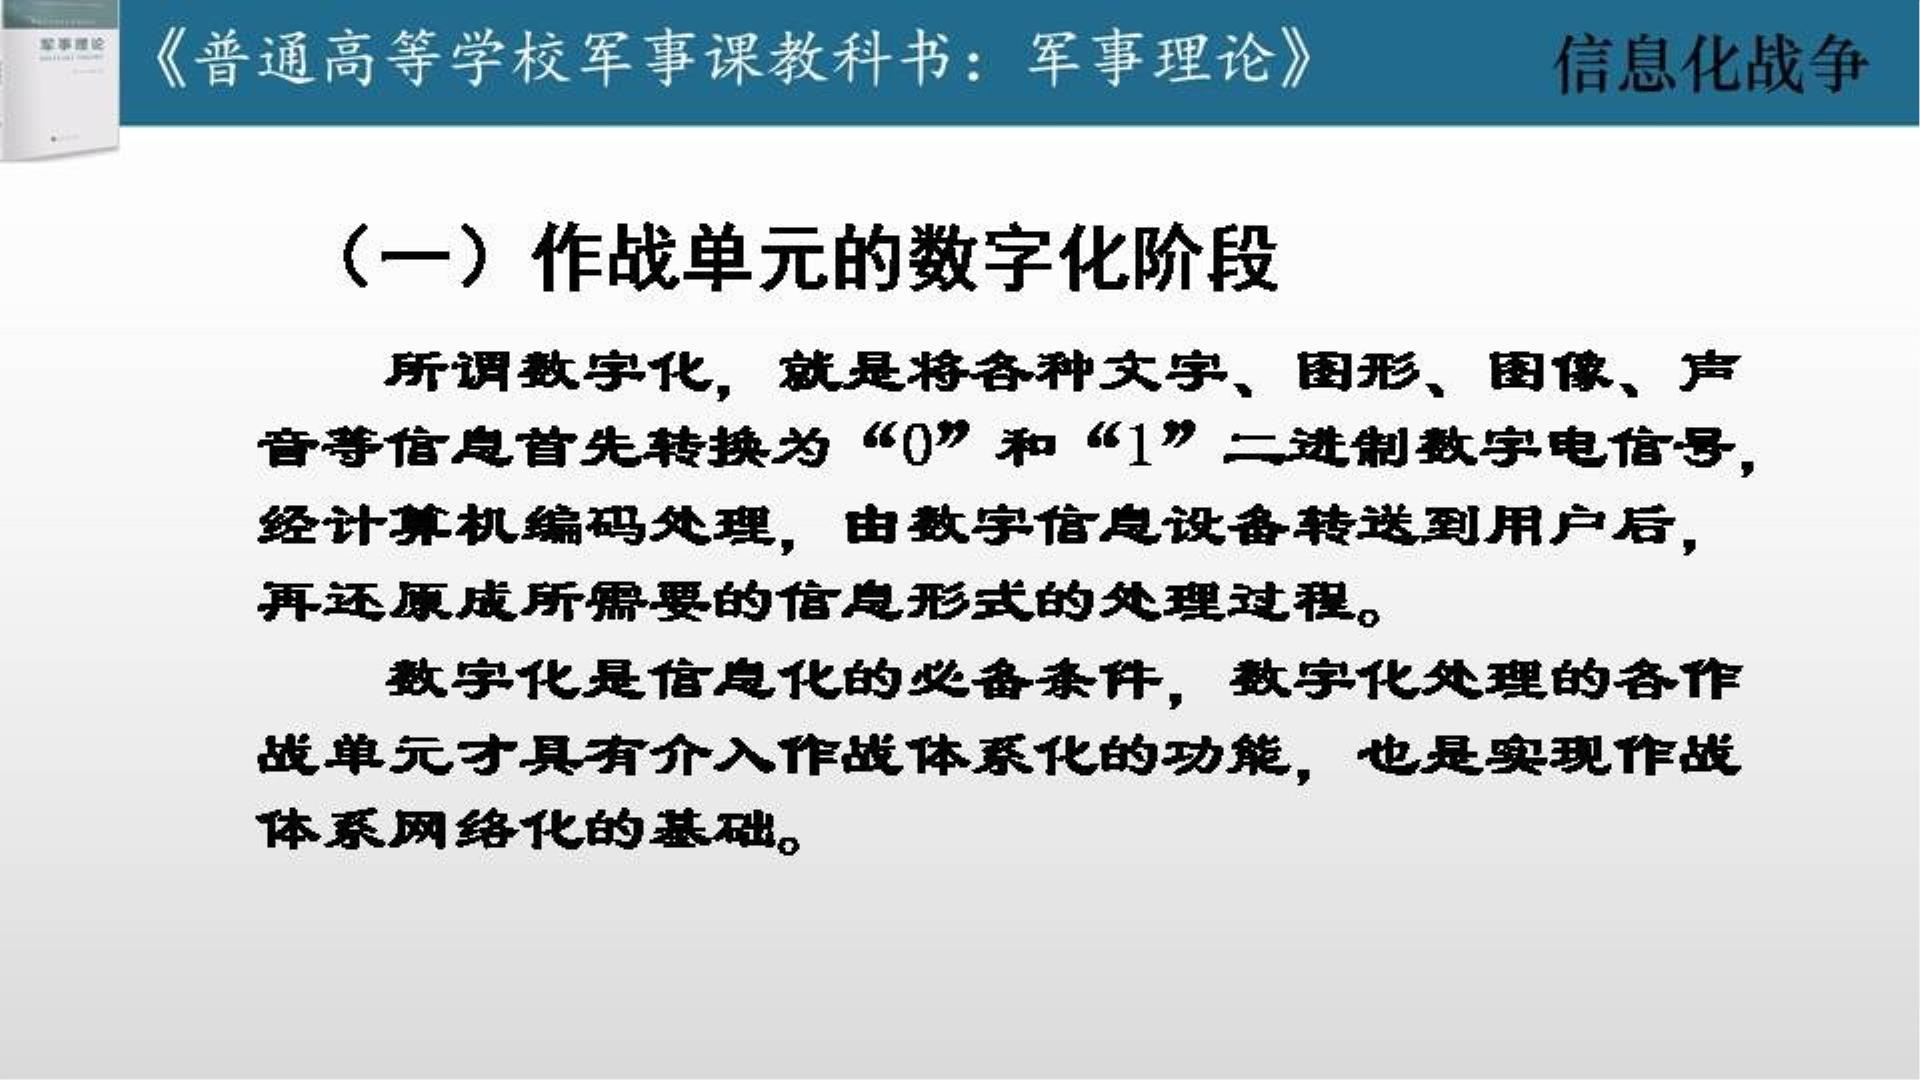 军事理论
《普通高等学校军事课教科书：军事理论》
信息化战争
（一）作战单元的数字化阶段
所谓数字化，就是将各种文字、图形、图像、声
音等信息首先转换为“0”和“1”二进制数字电信号，
经计算机编码处理，由数字信息设备转送到用户后，
再还原成所需要的信息形式的处理过程。
数字化是信息化的必备条件，数字化处理的各作
战单元才具有介入作战体系化的功能，也是实现作战
体系网络化的基础。